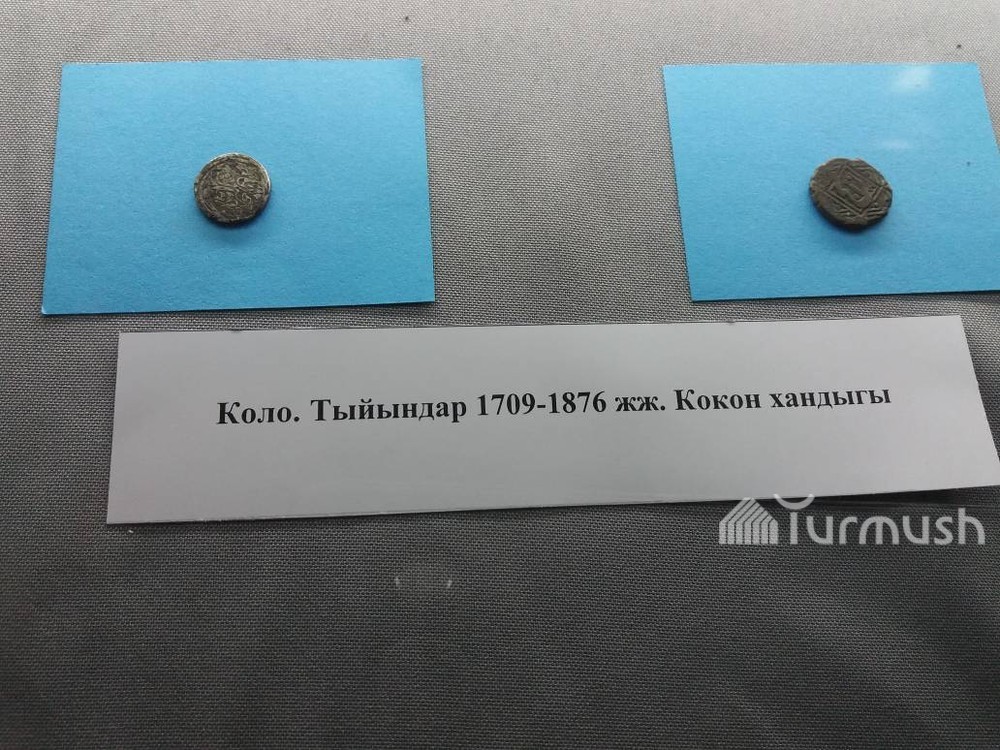 Коло. Тыйындар 1709-1876 жж. Кокон хандыгы
Turmush